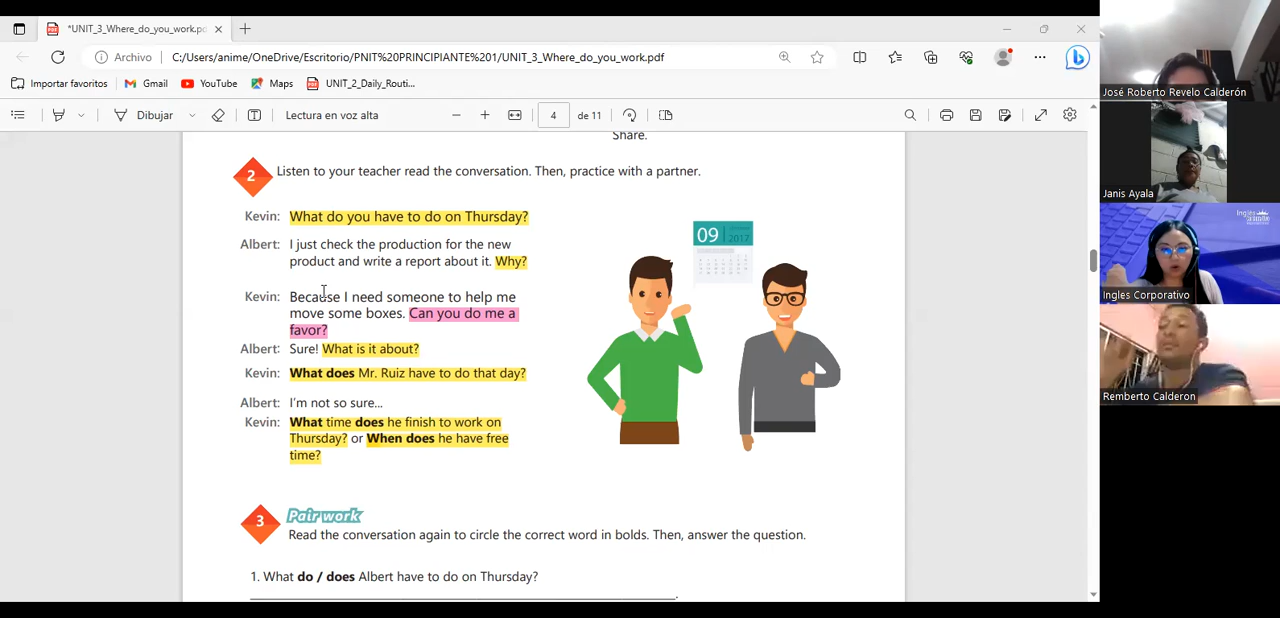 *UNIT_3_Where_do_you_work.pd
Archivo
C:/Users/anime/OneDrive/Escritorio/PNIT%20PRINCIPIANTE%201/UNIT_3_Where_do_you_work.pdf
Importar favoritos
Gmail
YouTube
Maps
UNIT_2_Daily_Routi...
Dibujar
Lectura en voz alta
4
de 11
Share.
2
Listen to your teacher read the conversation. Then, practice with a partner.
Kevin: What do you have to do on Thursday?
Albert: I just check the production for the new
product and write a report about it. Why?
Kevin: Because I need someone to help me
move some boxes. Can you do me a
favor?
Albert: Sure! What is it about?
Kevin: What does Mr. Ruiz have to do that day?
Albert: I'm not so sure...
Kevin: What time does he finish to work on
Thursday? or When does he have free
time?
09
2017
3
Pair work
Read the conversation again to circle the correct word in bolds. Then, answer the question.
1. What do / does Albert have to do on Thursday?
José Roberto Revelo Calderón
Janis Ayala
Ingles Corporativo
Remberto Calderon